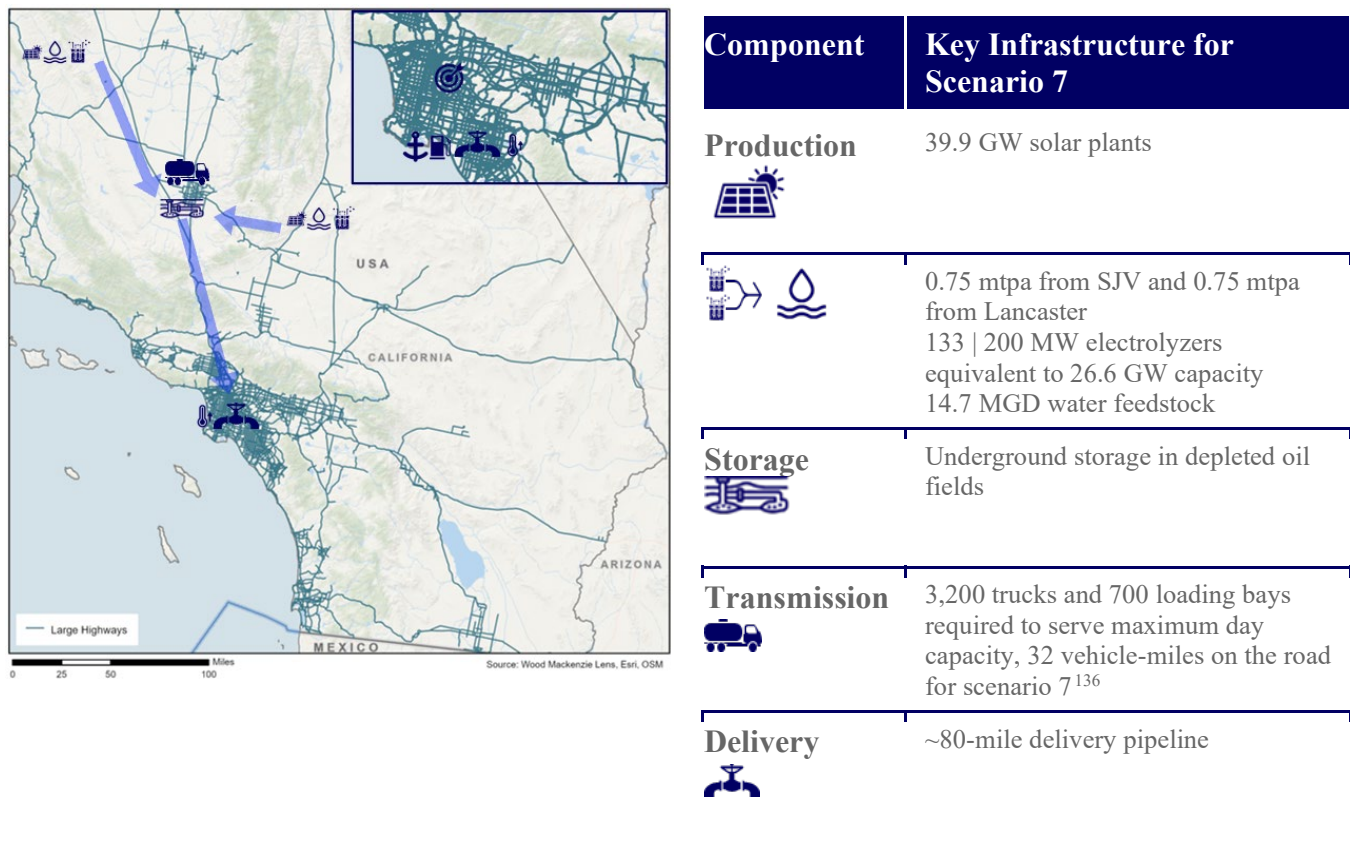 USA
CALIFORNIA
ARIZONA
MEXICO
Large Highways
Miles
0 25 50 100
Source: Wood Mackenzie Lens, Esri, OSM
Component
Key Infrastructure for
Scenario 7
Production
39.9 GW solar plants
0.75 mtpa from SJV and 0.75 mtpa
from Lancaster
133 | 200 MW electrolyzers
equivalent to 26.6 GW capacity
14.7 MGD water feedstock
Storage
Underground storage in depleted oil
fields
Transmission
3,200 trucks and 700 loading bays
required to serve maximum day
capacity, 32 vehicle-miles on the road
for scenario 7 136
Delivery
~80-mile delivery pipeline